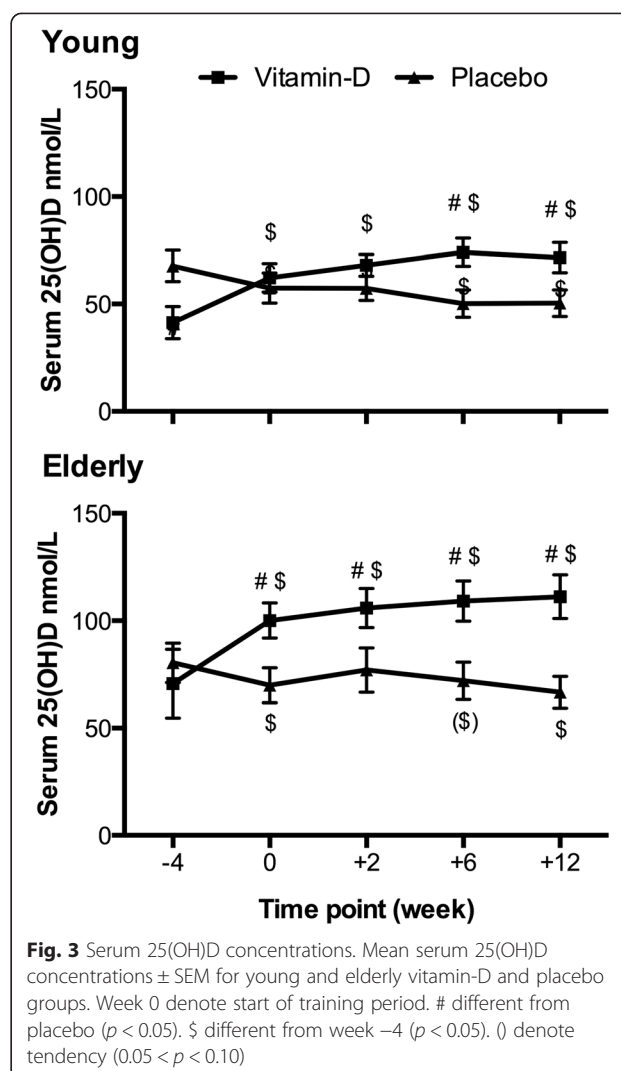 Young
Vitamin-D Placebo
150
# $ # $
$ $
100
$ $ $
50
0
Serum 25(OH)D nmol/L
Elderly
150
# $ # $ # $ # $
100
50
$ ($) $
0
Serum 25(OH)D nmol/L
-4 0 +2 +6 +12
Time point (week)
Fig. 3 Serum 25(OH)D concentrations. Mean serum 25(OH)D
concentrations ± SEM for young and elderly vitamin-D and placebo
groups. Week 0 denote start of training period. # different from
placebo (p < 0.05). $ different from week −4 (p < 0.05). () denote
tendency (0.05 < p < 0.10)